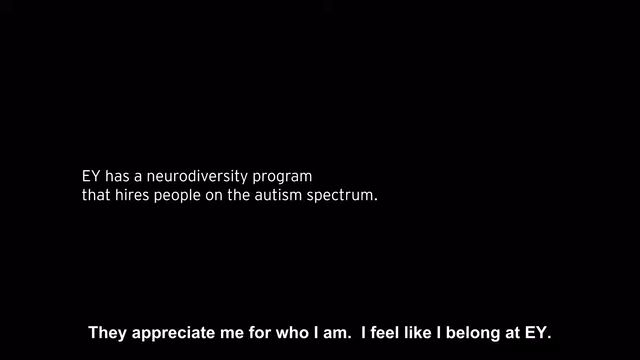 EY has a neurodiversity program
that hires people on the autism spectrum.
They appreciate me for who I am.  I feel like I belong at EY.